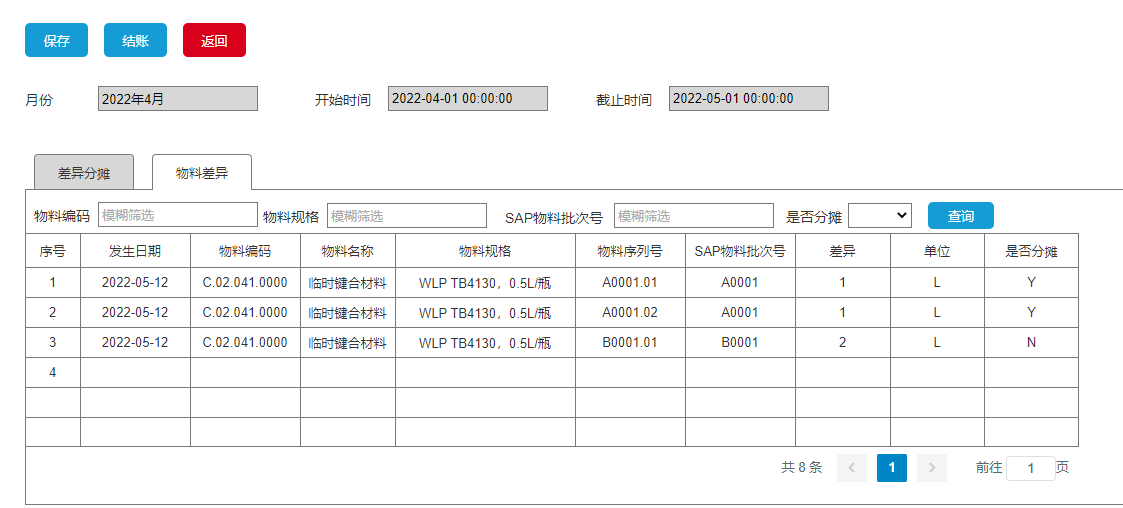 保存 结账 返回
月份 2022年4月 开始时间 2022-04-01 00:00:00 截止时间 2022-05-01 00:00:00
差异分摊 物料差异
物料编码 模糊筛选 物料规格 模糊筛选 SAP物料批次号 模糊筛选 是否分摊 查询
序号 发生日期 物料编码 物料名称 物料规格 物料序列号 SAP物料批次号 差异 单位 是否分摊
1 2022-05-12 C.02.041.0000 临时键合材料 WLP TB4130，0.5L/瓶 A0001.01 A0001 1 L Y
2 2022-05-12 C.02.041.0000 临时键合材料 WLP TB4130，0.5L/瓶 A0001.02 A0001 1 L Y
3 2022-05-12 C.02.041.0000 临时键合材料 WLP TB4130，0.5L/瓶 B0001.01 B0001 2 L N
4
共 8 条 < 1 > 前往 1 页